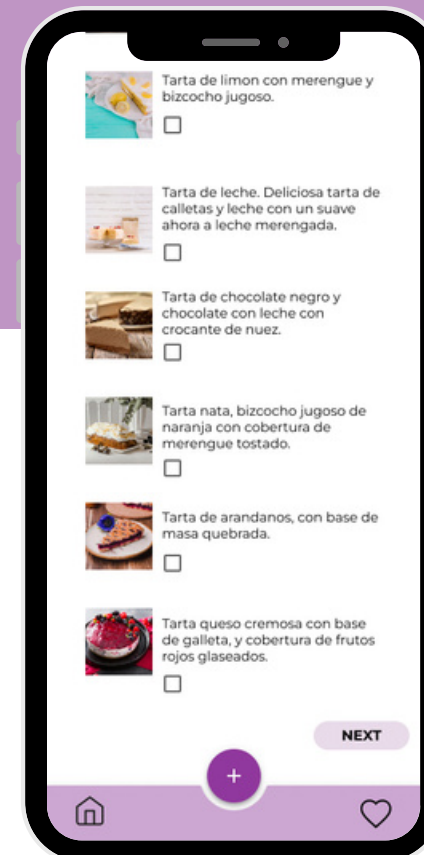 Tarta de limon con merengue y
bizcocho jugoso.
Tarta de leche. Deliciosa tarta de
calletas y leche con un suave
ahora a leche merengada.
Tarta de chocolate negro y
chocolate con leche con
crocante de nuez.
Tarta nata, bizcocho jugoso de
naranja con cobertura de
merengue tostado.
Tarta de arandanos, con base de
masa quebrada.
Tarta queso cremosa con base
de galleta, y cobertura de frutos
rojos glaseados.
NEXT
+